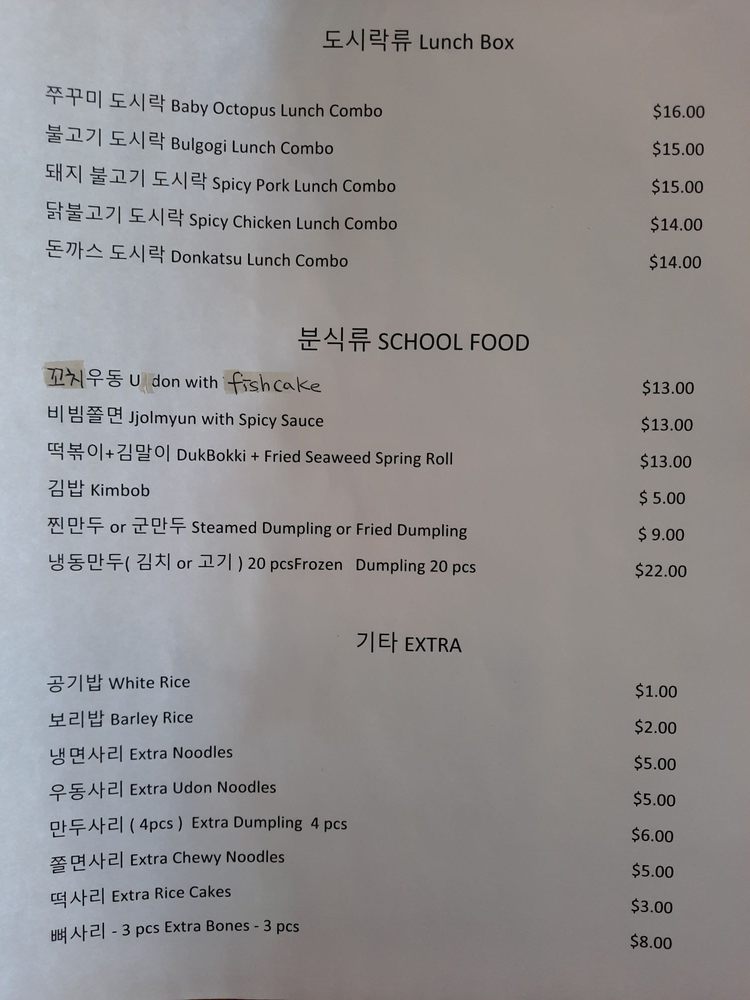 도시락류 Lunch Box
쭈꾸미 도시락 Baby Octopus Lunch Combo $16.00
불고기 도시락 Bulgogi Lunch Combo $15.00
돼지 불고기 도시락 Spicy Pork Lunch Combo $15.00
닭불고기 도시락 Spicy Chicken Lunch Combo $14.00
돈까스 도시락 Donkatsu Lunch Combo $14.00
분식류 SCHOOL FOOD
꼬치우동 U don with fishcake $13.00
비빔쫄면 Jjolmyun with Spicy Sauce $13.00
떡볶이+김말이 DukBokki + Fried Seaweed Spring Roll $13.00
김밥 Kimbob $ 5.00
찐만두 or 군만두 Steamed Dumpling or Fried Dumpling $ 9.00
냉동만두( 김치 or 고기 ) 20 pcsFrozen Dumpling 20 pcs $22.00
기타 EXTRA
공기밥 White Rice $1.00
보리밥 Barley Rice $2.00
냉면사리 Extra Noodles $5.00
우동사리 Extra Udon Noodles $5.00
만두사리 ( 4pcs ) Extra Dumpling 4 pcs $6.00
쫄면사리 Extra Chewy Noodles $5.00
떡사리 Extra Rice Cakes $3.00
뼈사리 - 3 pcs Extra Bones - 3 pcs $8.00